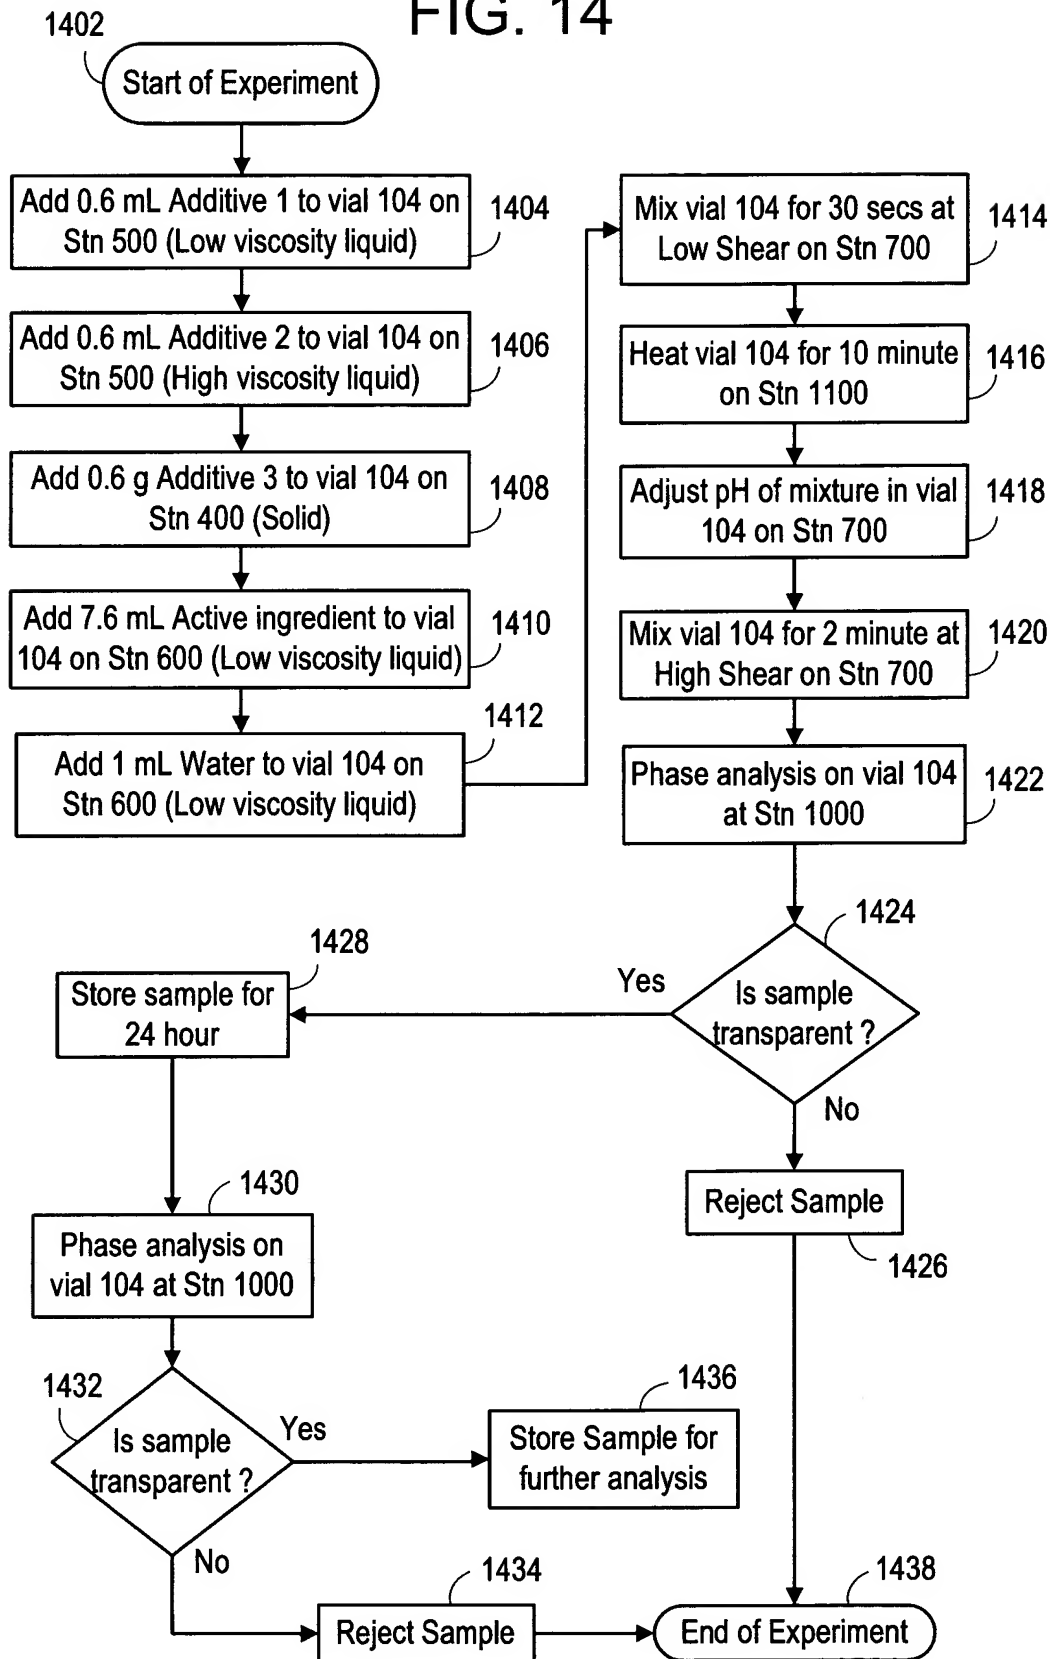 FIG. 14
1402
Start of Experiment
Add 0.6 mL Additive 1 to vial 104 on
Stn 500 (Low viscosity liquid)
1404
Add 0.6 mL Additive 2 to vial 104 on
Stn 500 (High viscosity liquid)
1406
Add 0.6 g Additive 3 to vial 104 on
Stn 400 (Solid)
1408
Add 7.6 mL Active ingredient to vial
104 on Stn 600 (Low viscosity liquid)
1410
1412
Add 1 mL Water to vial 104 on
Stn 600 (Low viscosity liquid)
Mix vial 104 for 30 secs at
Low Shear on Stn 700
1414
Heat vial 104 for 10 minute
on Stn 1100
1416
Adjust pH of mixture in vial
104 on Stn 700
1418
Mix vial 104 for 2 minute at
High Shear on Stn 700
1420
Phase analysis on vial 104
at Stn 1000
1422
1424
Is sample
transparent ?
Yes
No
1428
Store sample for
24 hour
Reject Sample
1426
1430
Phase analysis on
vial 104 at Stn 1000
1432
Is sample
transparent ?
Yes
No
1436
Store Sample for
further analysis
1434
Reject Sample
1438
End of Experiment